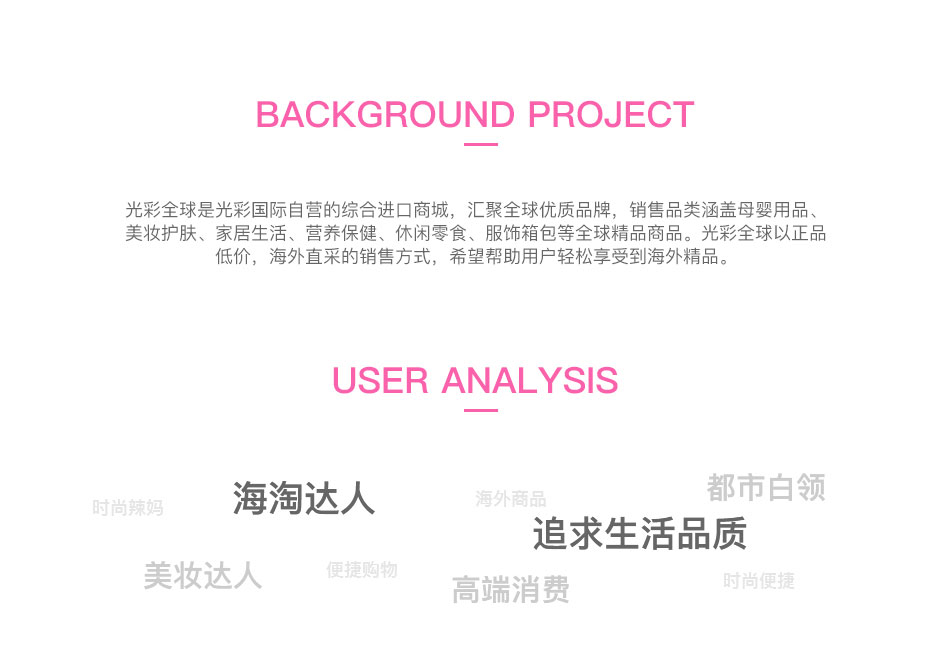 BACKGROUND PROJECT
光彩全球是光彩国际自营的综合进口商城，汇聚全球优质品牌，销售品类涵盖母婴用品、
美妆护肤、家居生活、营养保健、休闲零食、服饰箱包等全球精品商品。光彩全球以正品
低价，海外直采的销售方式，希望帮助用户轻松享受到海外精品。
USER ANALYSIS
时尚辣妈
海淘达人
海外商品
都市白领
追求生活品质
美妆达人
便捷购物
高端消费
时尚便捷